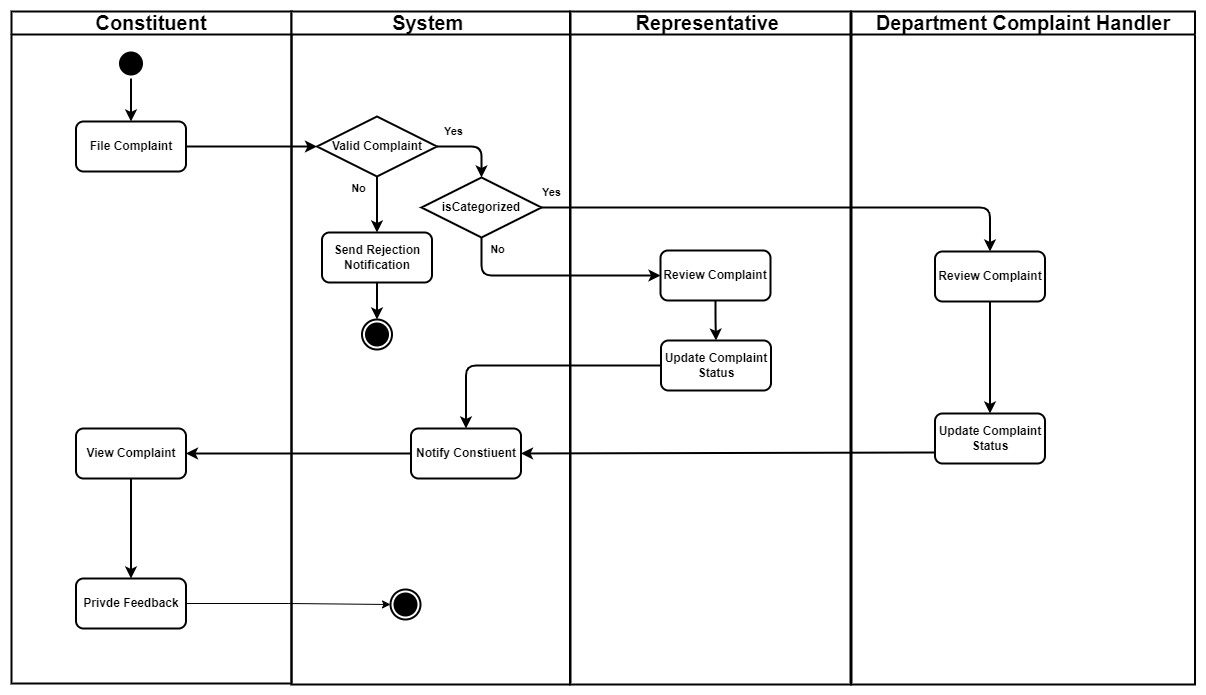 Constituent
System
Representative
Department Complaint Handler
File Complaint
Valid Complaint
Yes
No
isCategorized
Yes
No
Send Rejection
Notification
Review Complaint
Review Complaint
Update Complaint
Status
Update Complaint
Status
Notify Constiuent
View Complaint
Privde Feedback